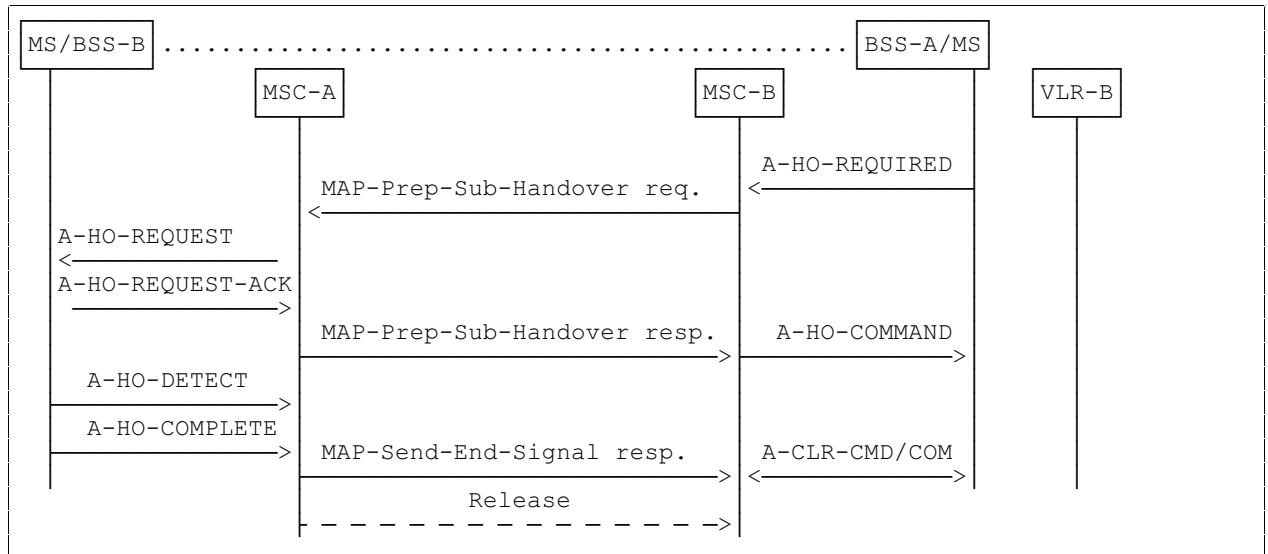 MS/BSS-B BSS-A/MS
MSC-A MSC-B VLR-B
A-HO-REQUIRED
MAP-Prep-Sub-Handover req.
A-HO-REQUEST
A-HO-REQUEST-ACK
MAP-Prep-Sub-Handover resp. A-HO-COMMAND
A-HO-DETECT
A-HO-COMPLETE
MAP-Send-End-Signal resp. A-CLR-CMD/COM
Release